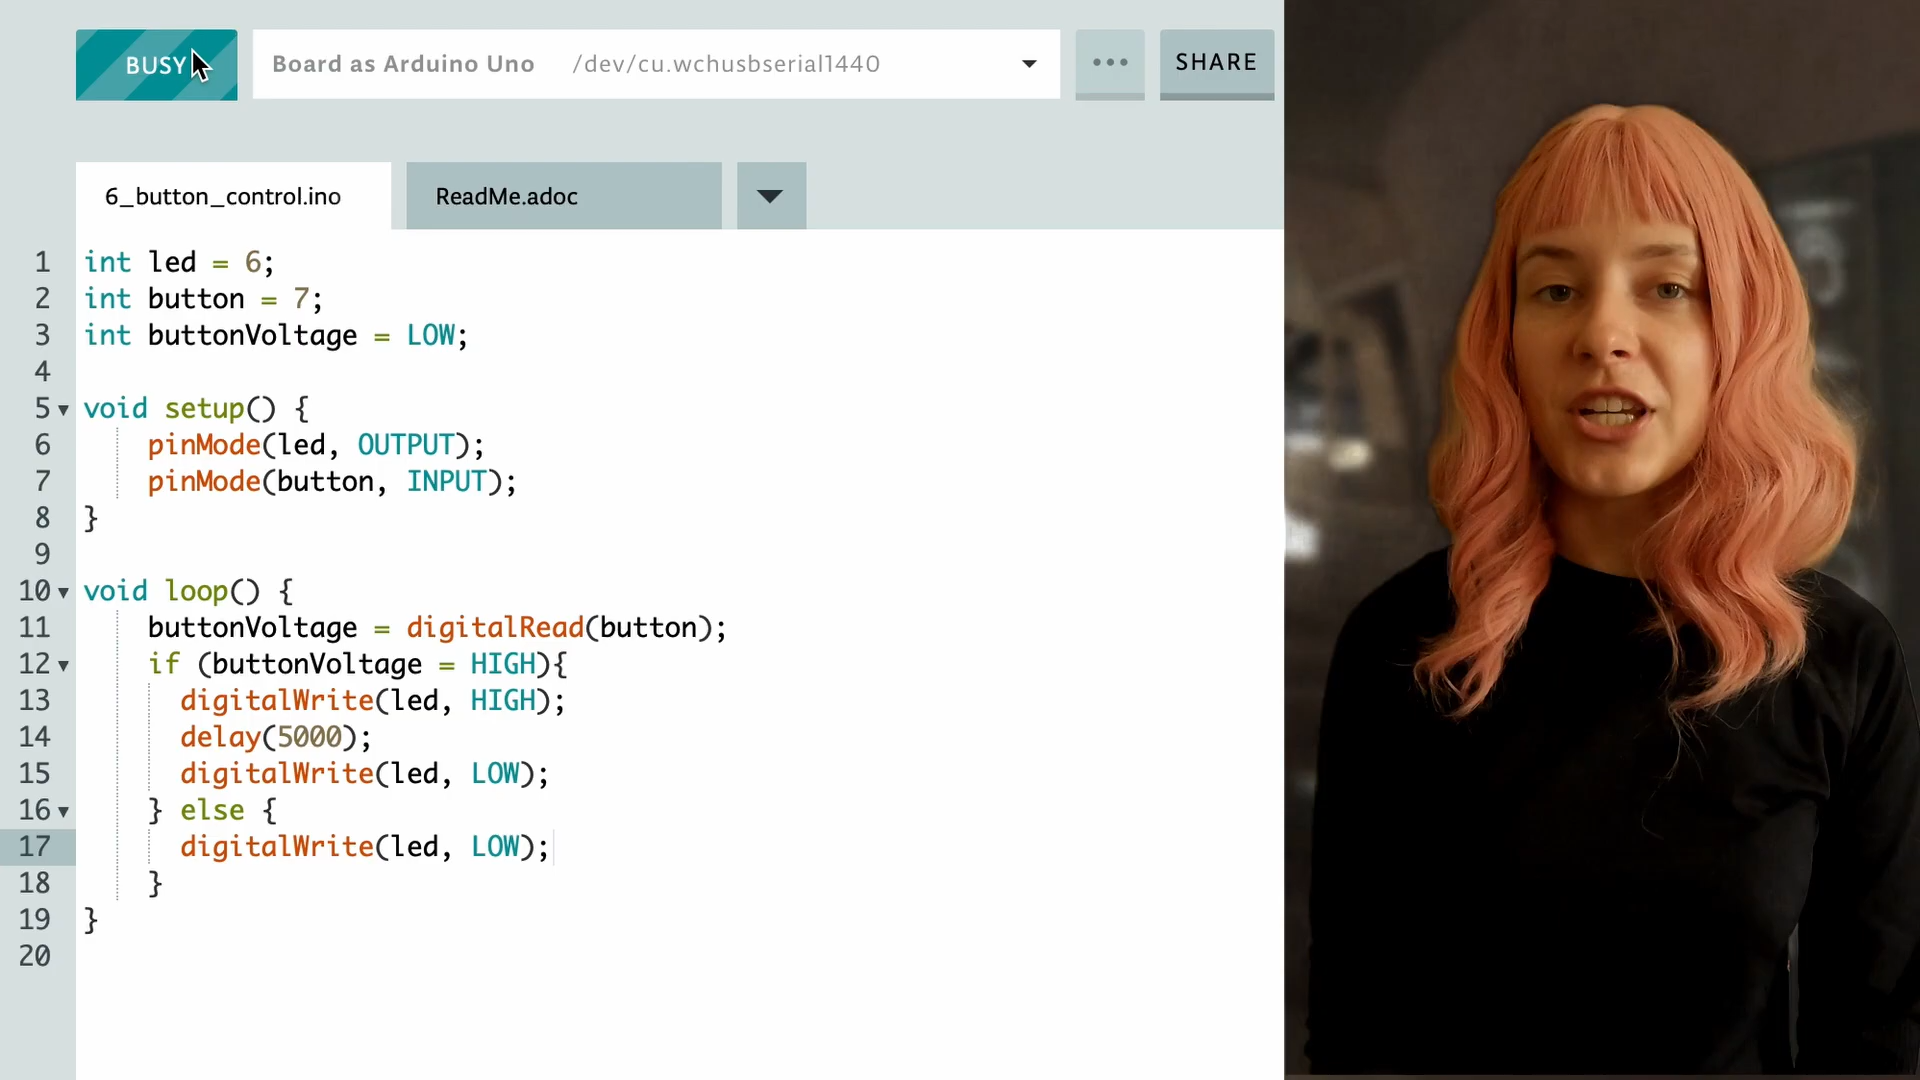 BUSY Board as Arduino Uno /dev/cu.wchusbserial1440 ••• SHARE
6_button_control.ino ReadMe.adoc
1 int led = 6;
2 int button = 7;
3 int buttonVoltage = LOW;
4
5 void setup() {
6 pinMode(led, OUTPUT);
7 pinMode(button, INPUT);
8 }
9
10 void loop() {
11 buttonVoltage = digitalRead(button);
12 if (buttonVoltage = HIGH){
13 digitalWrite(led, HIGH);
14 delay(5000);
15 digitalWrite(led, LOW);
16 } else {
17 digitalWrite(led, LOW);
18 }
19 }
20